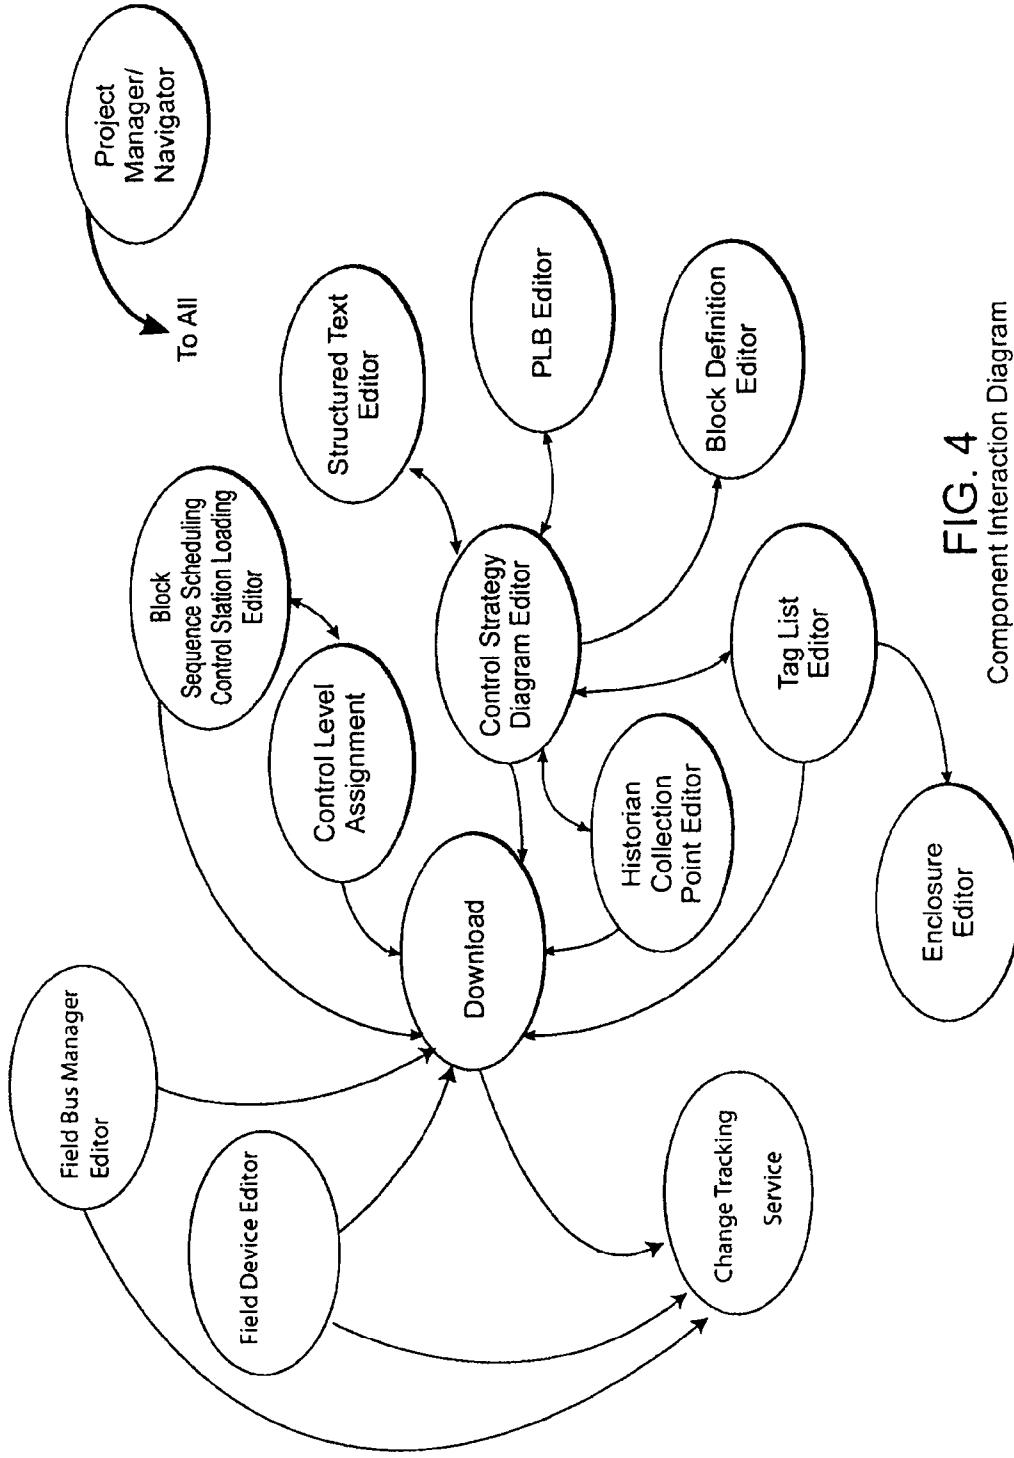 Project
Manager/
Navigator
To All
Structured Text
Editor
PLB Editor
Block Definition
Editor
Block
Sequence Scheduling
Control Station Loading
Editor
Control Level
Assignment
Control Strategy
Diagram Editor
Tag List
Editor
Historian
Collection
Point Editor
Download
Enclosure
Editor
Field Bus Manager
Editor
Field Device Editor
Change Tracking
Service
FIG. 4
Component Interaction Diagram